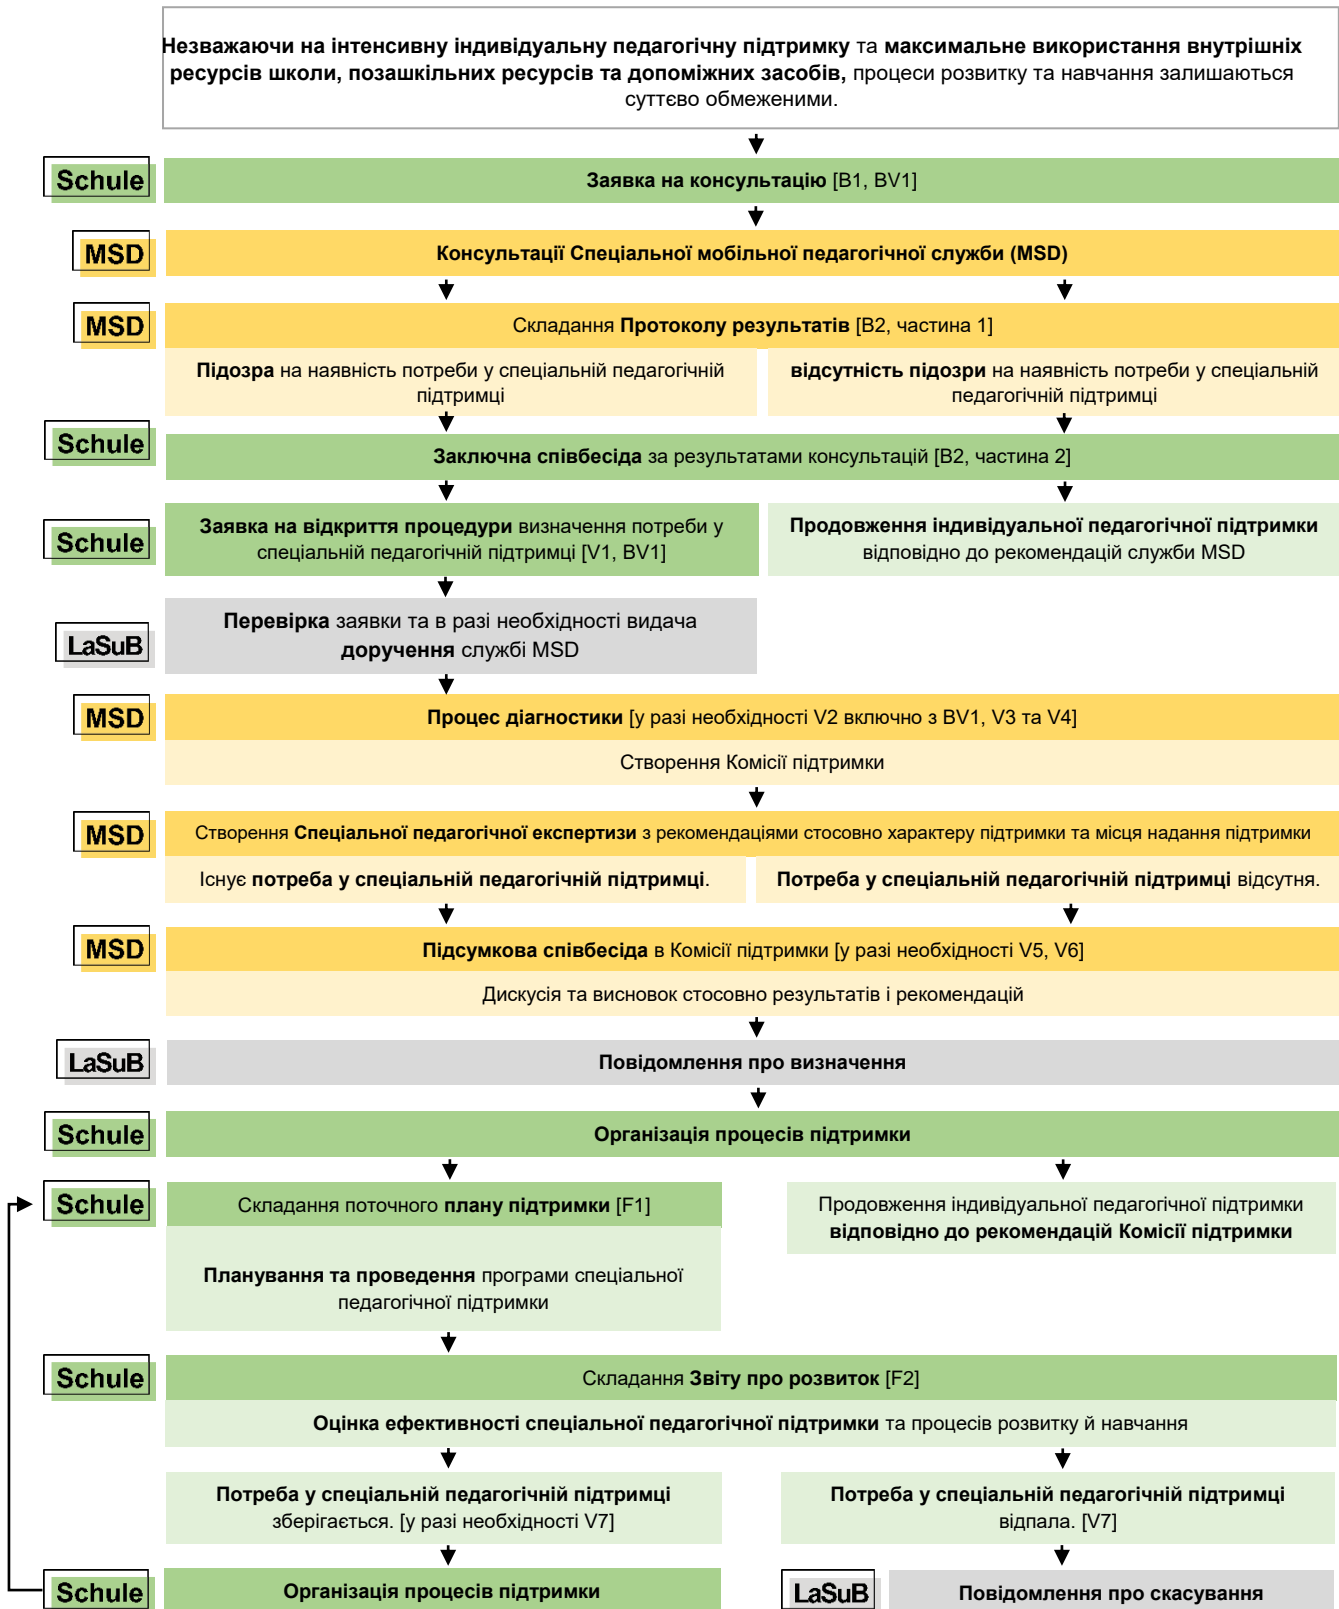 Незважаючи на інтенсивну індивідуальну педагогічну підтримку та максимальне використання внутрішніх
ресурсів школи, позашкільних ресурсів та допоміжних засобів, процеси розвитку та навчання залишаються
суттєво обмеженими.
Schule
Заявка на консультацію [B1, BV1]
MSD
Консультації Спеціальної мобільної педагогічної служби (MSD)
MSD
Складання Протоколу результатів [B2, частина 1]
Підозра на наявність потреби у спеціальній педагогічній
підтримці
відсутність підозри на наявність потреби у спеціальній
педагогічній підтримці
Schule
Заключна співбесіда за результатами консультацій [B2, частина 2]
Schule
Заявка на відкриття процедури визначення потреби у
спеціальній педагогічній підтримці [V1, BV1]
Продовження індивідуальної педагогічної підтримки
відповідно до рекомендацій служби MSD
LaSuB
Перевірка заявки та в разі необхідності видача
доручення службі MSD
MSD
Процес діагностики [у разі необхідності V2 включно з BV1, V3 та V4]
Створення Комісії підтримки
MSD
Створення Спеціальної педагогічної експертизи з рекомендаціями стосовно характеру підтримки та місця надання підтримки
Існує потреба у спеціальній педагогічній підтримці.
Потреба у спеціальній педагогічній підтримці відсутня.
MSD
Підсумкова співбесіда в Комісії підтримки [у разі необхідності V5, V6]
Дискусія та висновок стосовно результатів і рекомендацій
LaSuB
Повідомлення про визначення
Schule
Організація процесів підтримки
Schule
Складання поточного плану підтримки [F1]
Планування та проведення програми спеціальної
педагогічної підтримки
Продовження індивідуальної педагогічної підтримки
відповідно до рекомендацій Комісії підтримки
Schule
Складання Звіту про розвиток [F2]
Оцінка ефективності спеціальної педагогічної підтримки та процесів розвитку й навчання
Потреба у спеціальній педагогічній підтримці
зберігається. [у разі необхідності V7]
Потреба у спеціальній педагогічній підтримці
відпала. [V7]
Schule
Організація процесів підтримки
LaSuB
Повідомлення про скасування